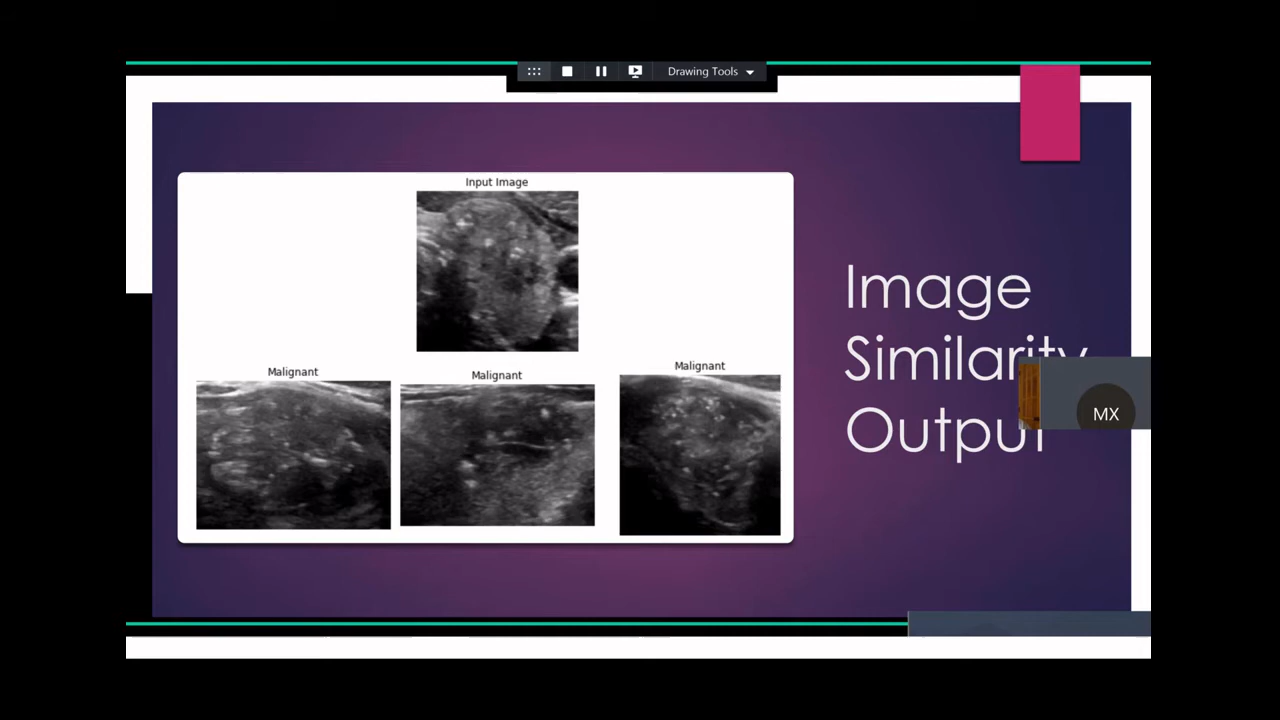 Drawing Tools
Input Image
Malignant
Malignant
Malignant
Image
Similarity
Output
MX